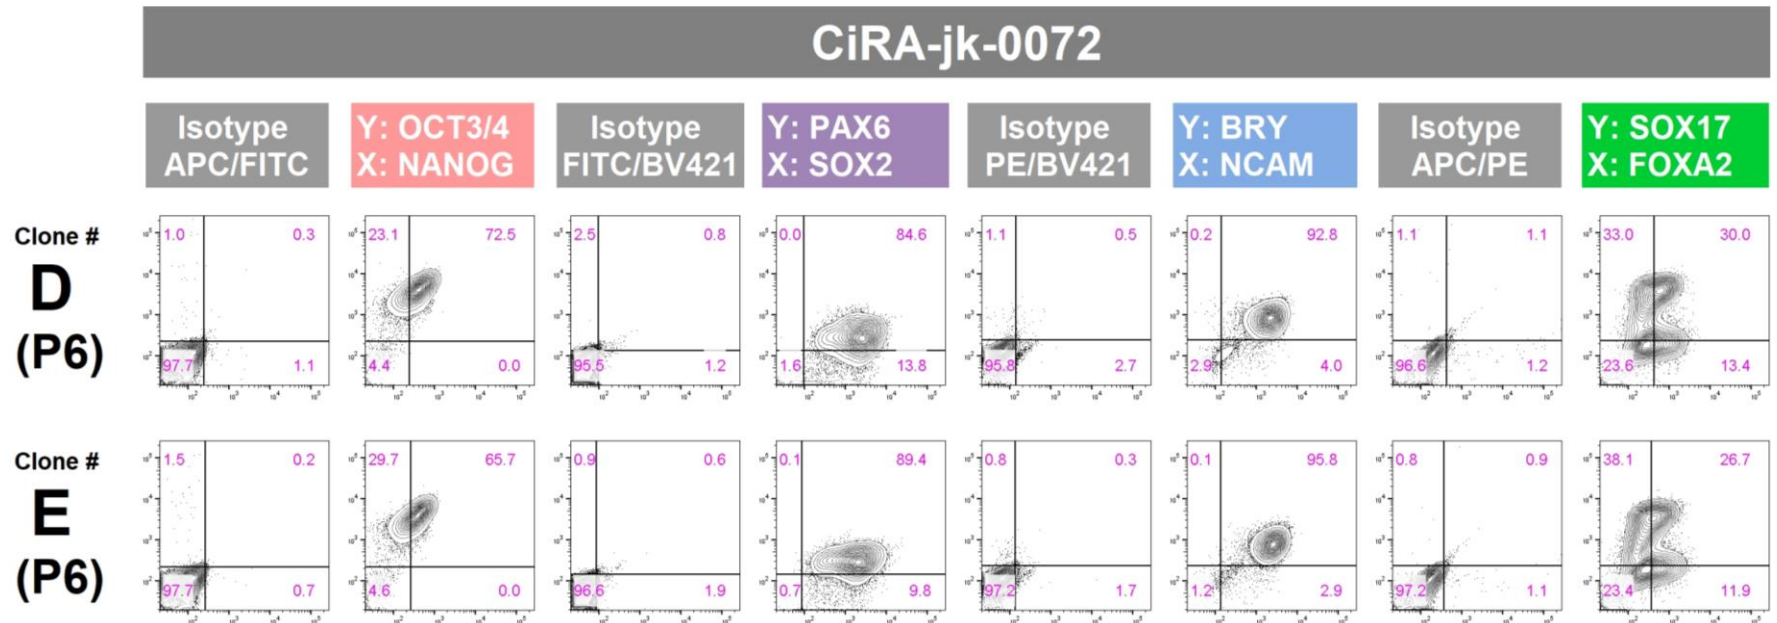 CiRA-jk-0072
Isotype APC/FITC
Y: OCT3/4 X: NANOG
Isotype FITC/BV421
Y: PAX6 X: SOX2
Isotype PE/BV421
Y: BRY X: NCAM
Isotype APC/PE
Y: SOX17 X: FOXA2
Clone #
D
(P6)
1.0 0.3 23.1 72.5 2.5 0.8 0.0 84.6 1.1 0.5 0.2 92.8 1.1 1.1 33.0 30.0
97.7 1.1 4.4 0.0 95.5 1.2 1.6 13.8 95.8 2.7 2.9 4.0 96.6 1.2 23.6 13.4
Clone #
E
(P6)
1.5 0.2 29.7 65.7 0.9 0.6 0.1 89.4 0.8 0.3 0.1 95.8 0.8 0.9 38.1 26.7
97.7 0.7 4.6 0.0 96.6 1.9 0.7 9.8 97.2 1.7 1.2 2.9 97.2 1.1 23.4 11.9